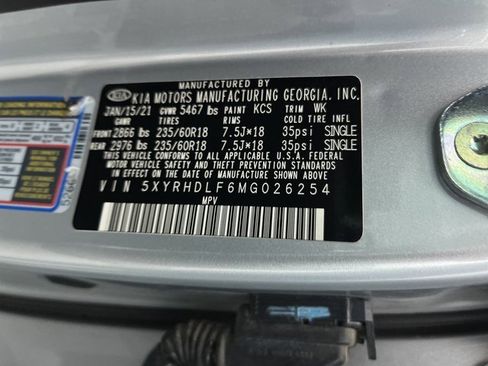 MANUFACTURED BY
KIA KIA MOTORS MANUFACTURING GEORGIA, INC.
JAN/15/21 GVWR 5467 lbs PAINT KCS TRIM WK
GAWR TIRES RIMS COLD TIRE INFL
FRONT 2866 lbs 235/60R18 7.5J×18 35psi SINGLE
REAR 2976 lbs 235/60R18 7.5J×18 35psi SINGLE
THIS VEHICLE CONFORMS TO ALL APPLICABLE U.S.A. FEDERAL
MOTOR VEHICLE SAFETY AND THEFT PREVENTION STANDARDS
IN EFFECT ON THE DATE OF MANUFACTURE SHOWN ABOVE.
VIN 5XYRHDLF6MG026254
MPV